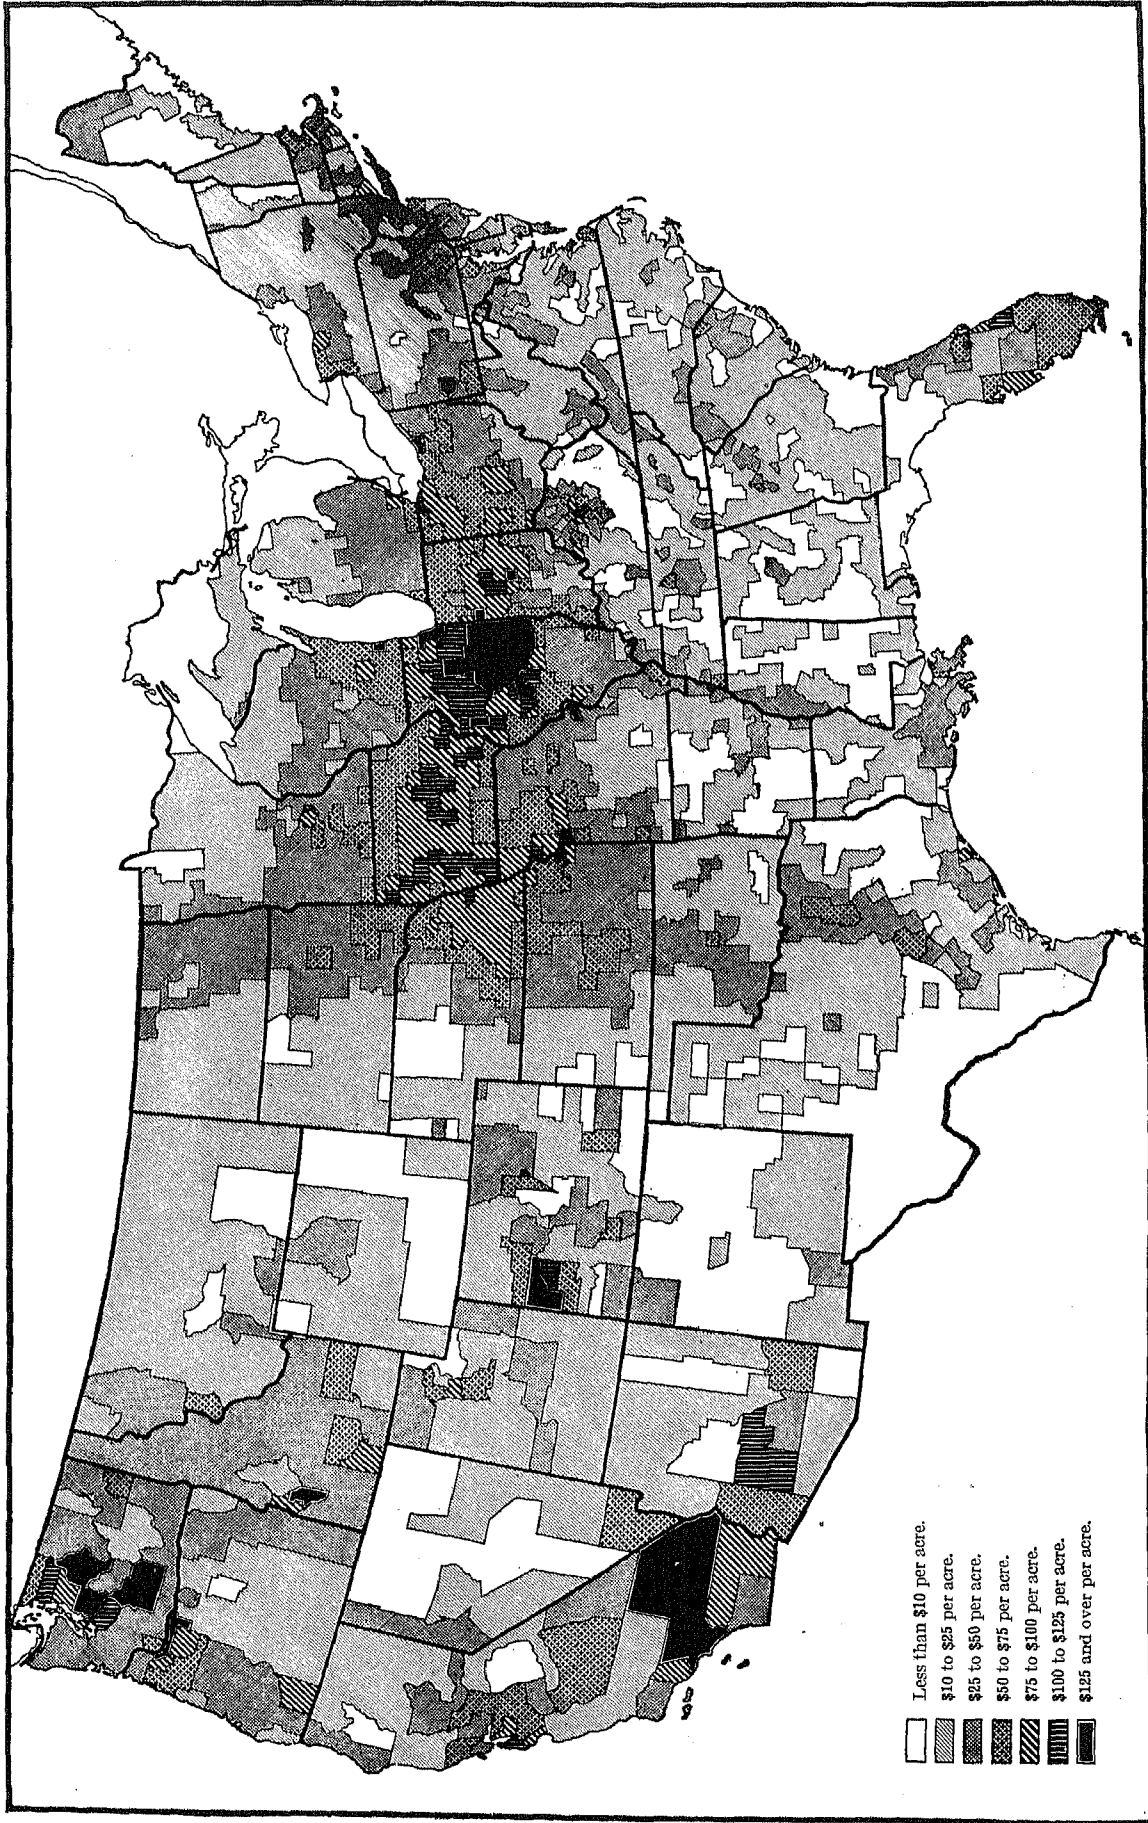 Less than $10 per acre.
$10 to $25 per acre.
$25 to $50 per acre.
$50 to $75 per acre.
$75 to $100 per acre.
$100 to $125 per acre.
$125 and over per acre.